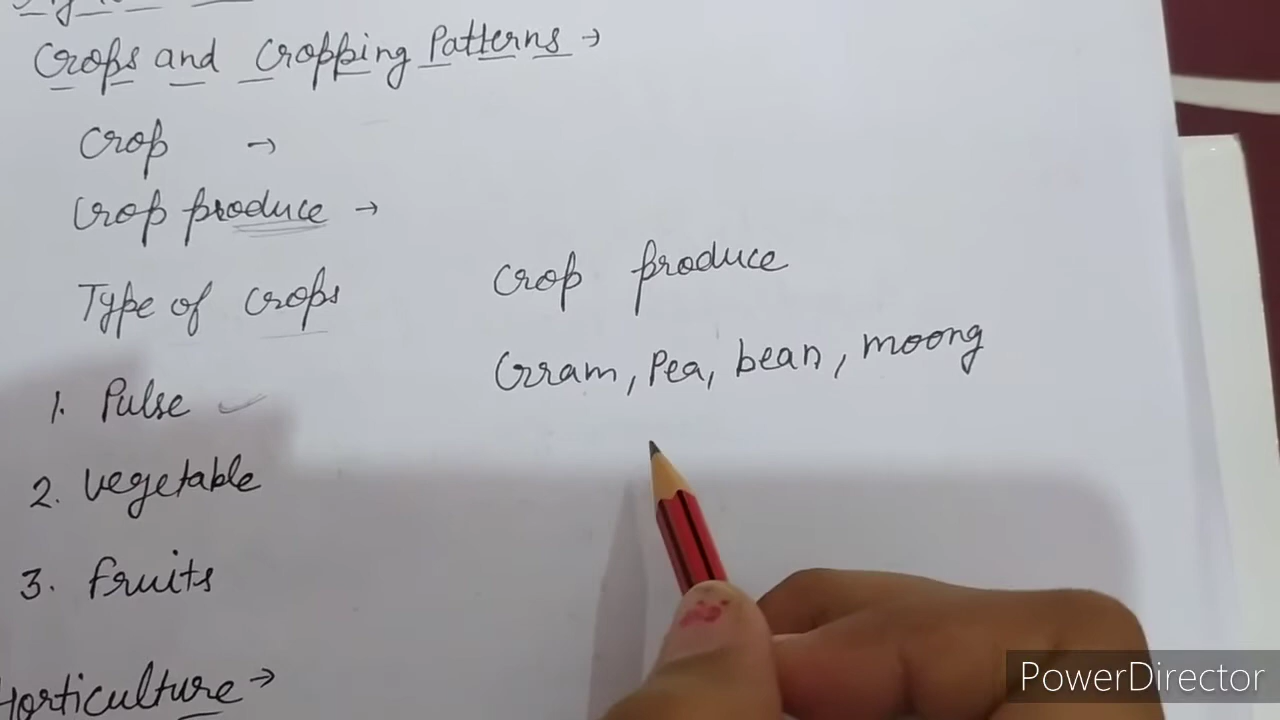 Crops and Cropping Patterns →
Crop →
Crop produce →
Type of crops
Crop produce
1. Pulse ✓
Gram, Pea, bean, moong
2. vegetable
3. fruits
Horticulture →
PowerDirector